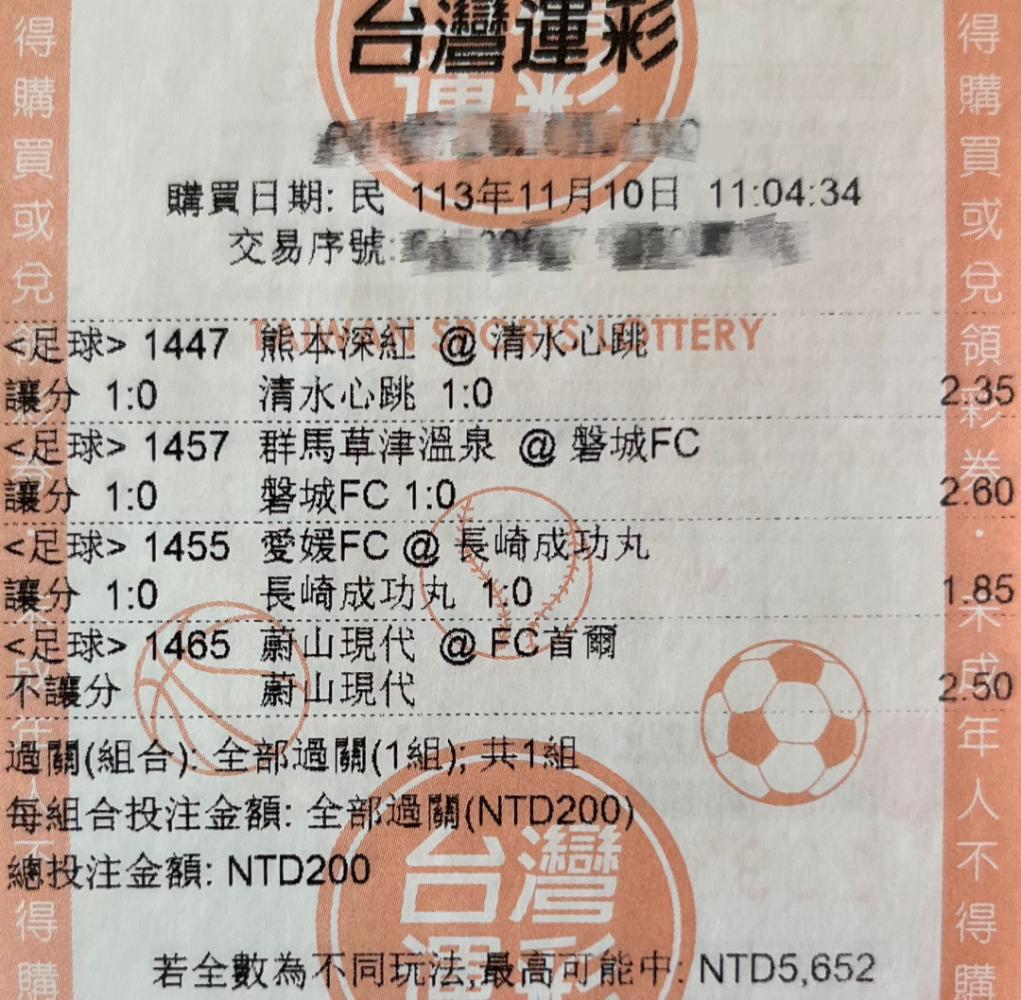 台灣運彩
購買日期: 民 113年11月10日 11:04:34
交易序號:
TAIWAN SPORTS LOTTERY
<足球> 1447 熊本深紅 @ 清水心跳
讓分 1:0 清水心跳 1:0 2.35
<足球> 1457 群馬草津溫泉 @ 磐城FC
讓分 1:0 磐城FC 1:0 2.60
<足球> 1455 愛媛FC @ 長崎成功丸
讓分 1:0 長崎成功丸 1:0 1.85
<足球> 1465 蔚山現代 @ FC首爾
不讓分 蔚山現代 2.50
過關(組合): 全部過關(1組); 共1組
每組合投注金額: 全部過關(NTD200)
總投注金額: NTD200
台灣
運彩
若全數為不同玩法,最高可能中: NTD5,652
得購買或兌領彩券·未成年人不得購
得購買或兌領彩券·未成年人不得購